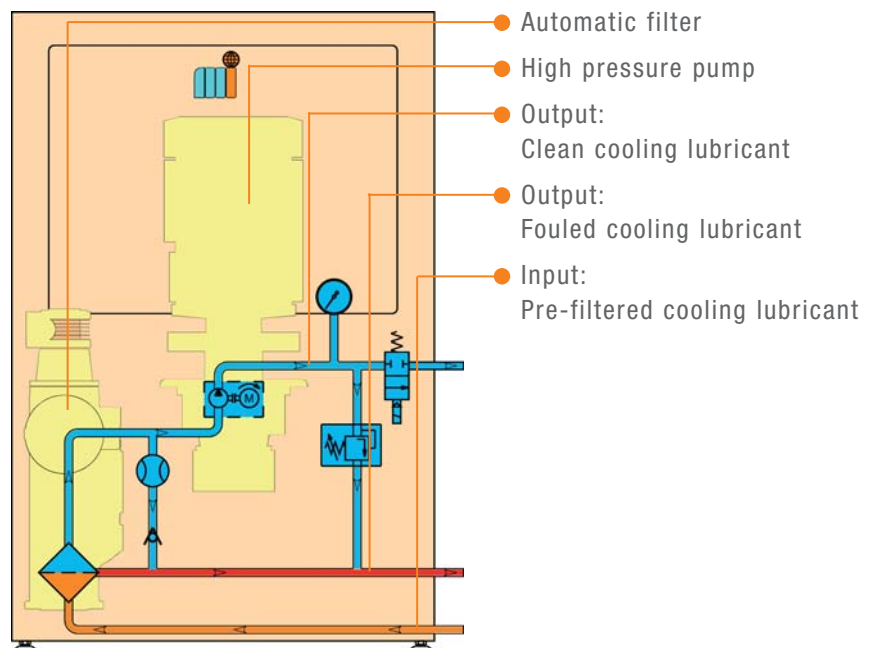 Automatic filter
High pressure pump
Output:
Clean cooling lubricant
Output:
Fouled cooling lubricant
Input:
Pre-filtered cooling lubricant
M